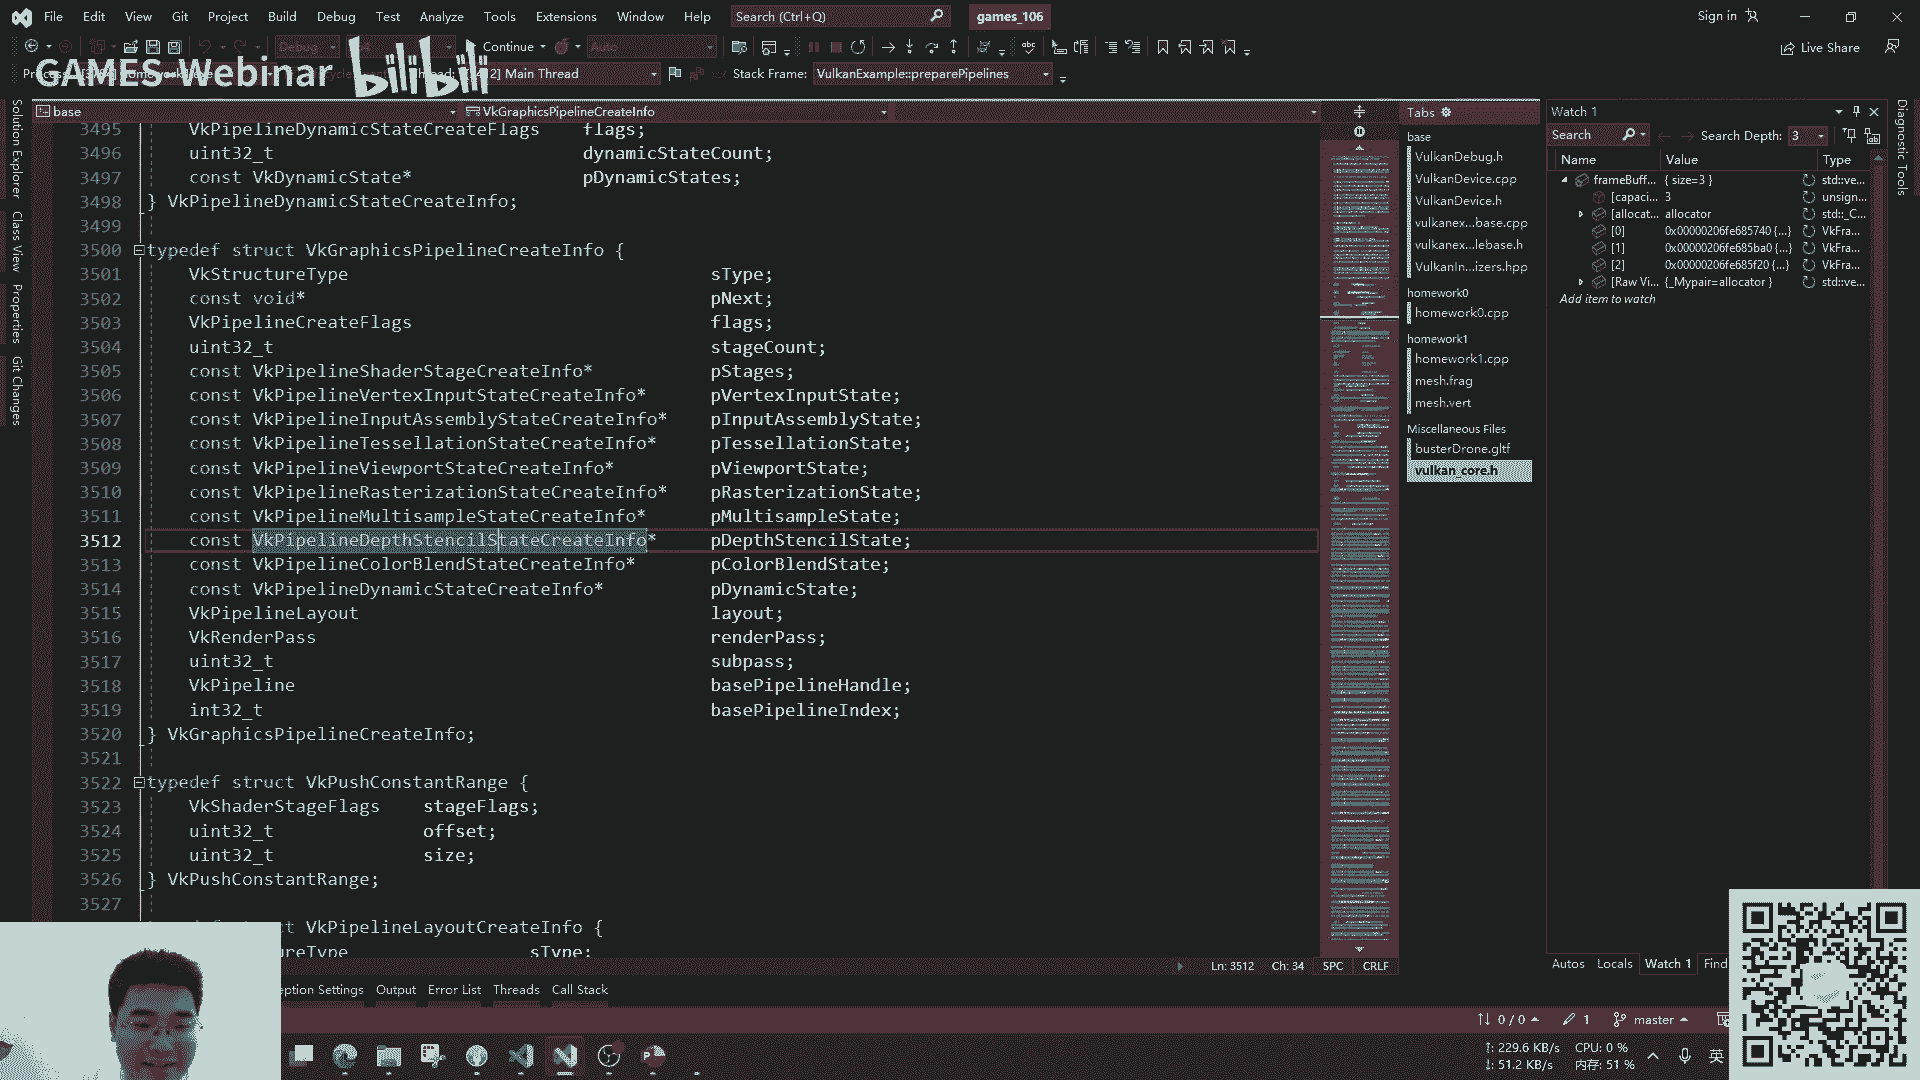 File Edit View Git Project Build Debug Test Analyze Tools Extensions Window Help Search (Ctrl+Q) games_106 Sign in
Debug Continue Auto Live Share
GAMES-Webinar bilibili Main Thread Stack Frame: VulkanExample::preparePipelines
base VkGraphicsPipelineCreateInfo
3495 VkPipelineDynamicStateCreateFlags flags;
3496 uint32_t dynamicStateCount;
3497 const VkDynamicState* pDynamicStates;
3498 } VkPipelineDynamicStateCreateInfo;
3499
3500 typedef struct VkGraphicsPipelineCreateInfo {
3501 VkStructureType sType;
3502 const void* pNext;
3503 VkPipelineCreateFlags flags;
3504 uint32_t stageCount;
3505 const VkPipelineShaderStageCreateInfo* pStages;
3506 const VkPipelineVertexInputStateCreateInfo* pVertexInputState;
3507 const VkPipelineInputAssemblyStateCreateInfo* pInputAssemblyState;
3508 const VkPipelineTessellationStateCreateInfo* pTessellationState;
3509 const VkPipelineViewportStateCreateInfo* pViewportState;
3510 const VkPipelineRasterizationStateCreateInfo* pRasterizationState;
3511 const VkPipelineMultisampleStateCreateInfo* pMultisampleState;
3512 const VkPipelineDepthStencilStateCreateInfo* pDepthStencilState;
3513 const VkPipelineColorBlendStateCreateInfo* pColorBlendState;
3514 const VkPipelineDynamicStateCreateInfo* pDynamicState;
3515 VkPipelineLayout layout;
3516 VkRenderPass renderPass;
3517 uint32_t subpass;
3518 VkPipeline basePipelineHandle;
3519 int32_t basePipelineIndex;
3520 } VkGraphicsPipelineCreateInfo;
3521
3522 typedef struct VkPushConstantRange {
3523 VkShaderStageFlags stageFlags;
3524 uint32_t offset;
3525 uint32_t size;
3526 } VkPushConstantRange;
3527
VkPipelineLayoutCreateInfo {
sType;
Solution Explorer
Class View
Properties
Git Changes
Tabs
base
VulkanDebug.h
VulkanDevice.cpp
VulkanDevice.h
vulkanex...base.cpp
vulkanex...lebase.h
VulkanIn...izers.hpp
homework0
homework0.cpp
homework1
homework1.cpp
mesh.frag
mesh.vert
Miscellaneous Files
busterDrone.gltf
vulkan_core.h
Watch 1
Search Search Depth: 3
Name Value Type
frameBuff... { size=3 } std::ve...
[capaci... 3 unsign...
[allocat... allocator std::_C...
[0] 0x00000206fe685740 {...} VkFra...
[1] 0x00000206fe685ba0 {...} VkFra...
[2] 0x00000206fe685f20 {...} VkFra...
[Raw Vi... {_Mypair=allocator } std::ve...
Add item to watch
Diagnostic Tools
Ln: 3512 Ch: 34 SPC CRLF
Autos Locals Watch 1 Find
eption Settings Output Error List Threads Call Stack
0 / 0 1 master
229.6 KB/s CPU: 0 %
51.2 KB/s 内存: 51 %
英